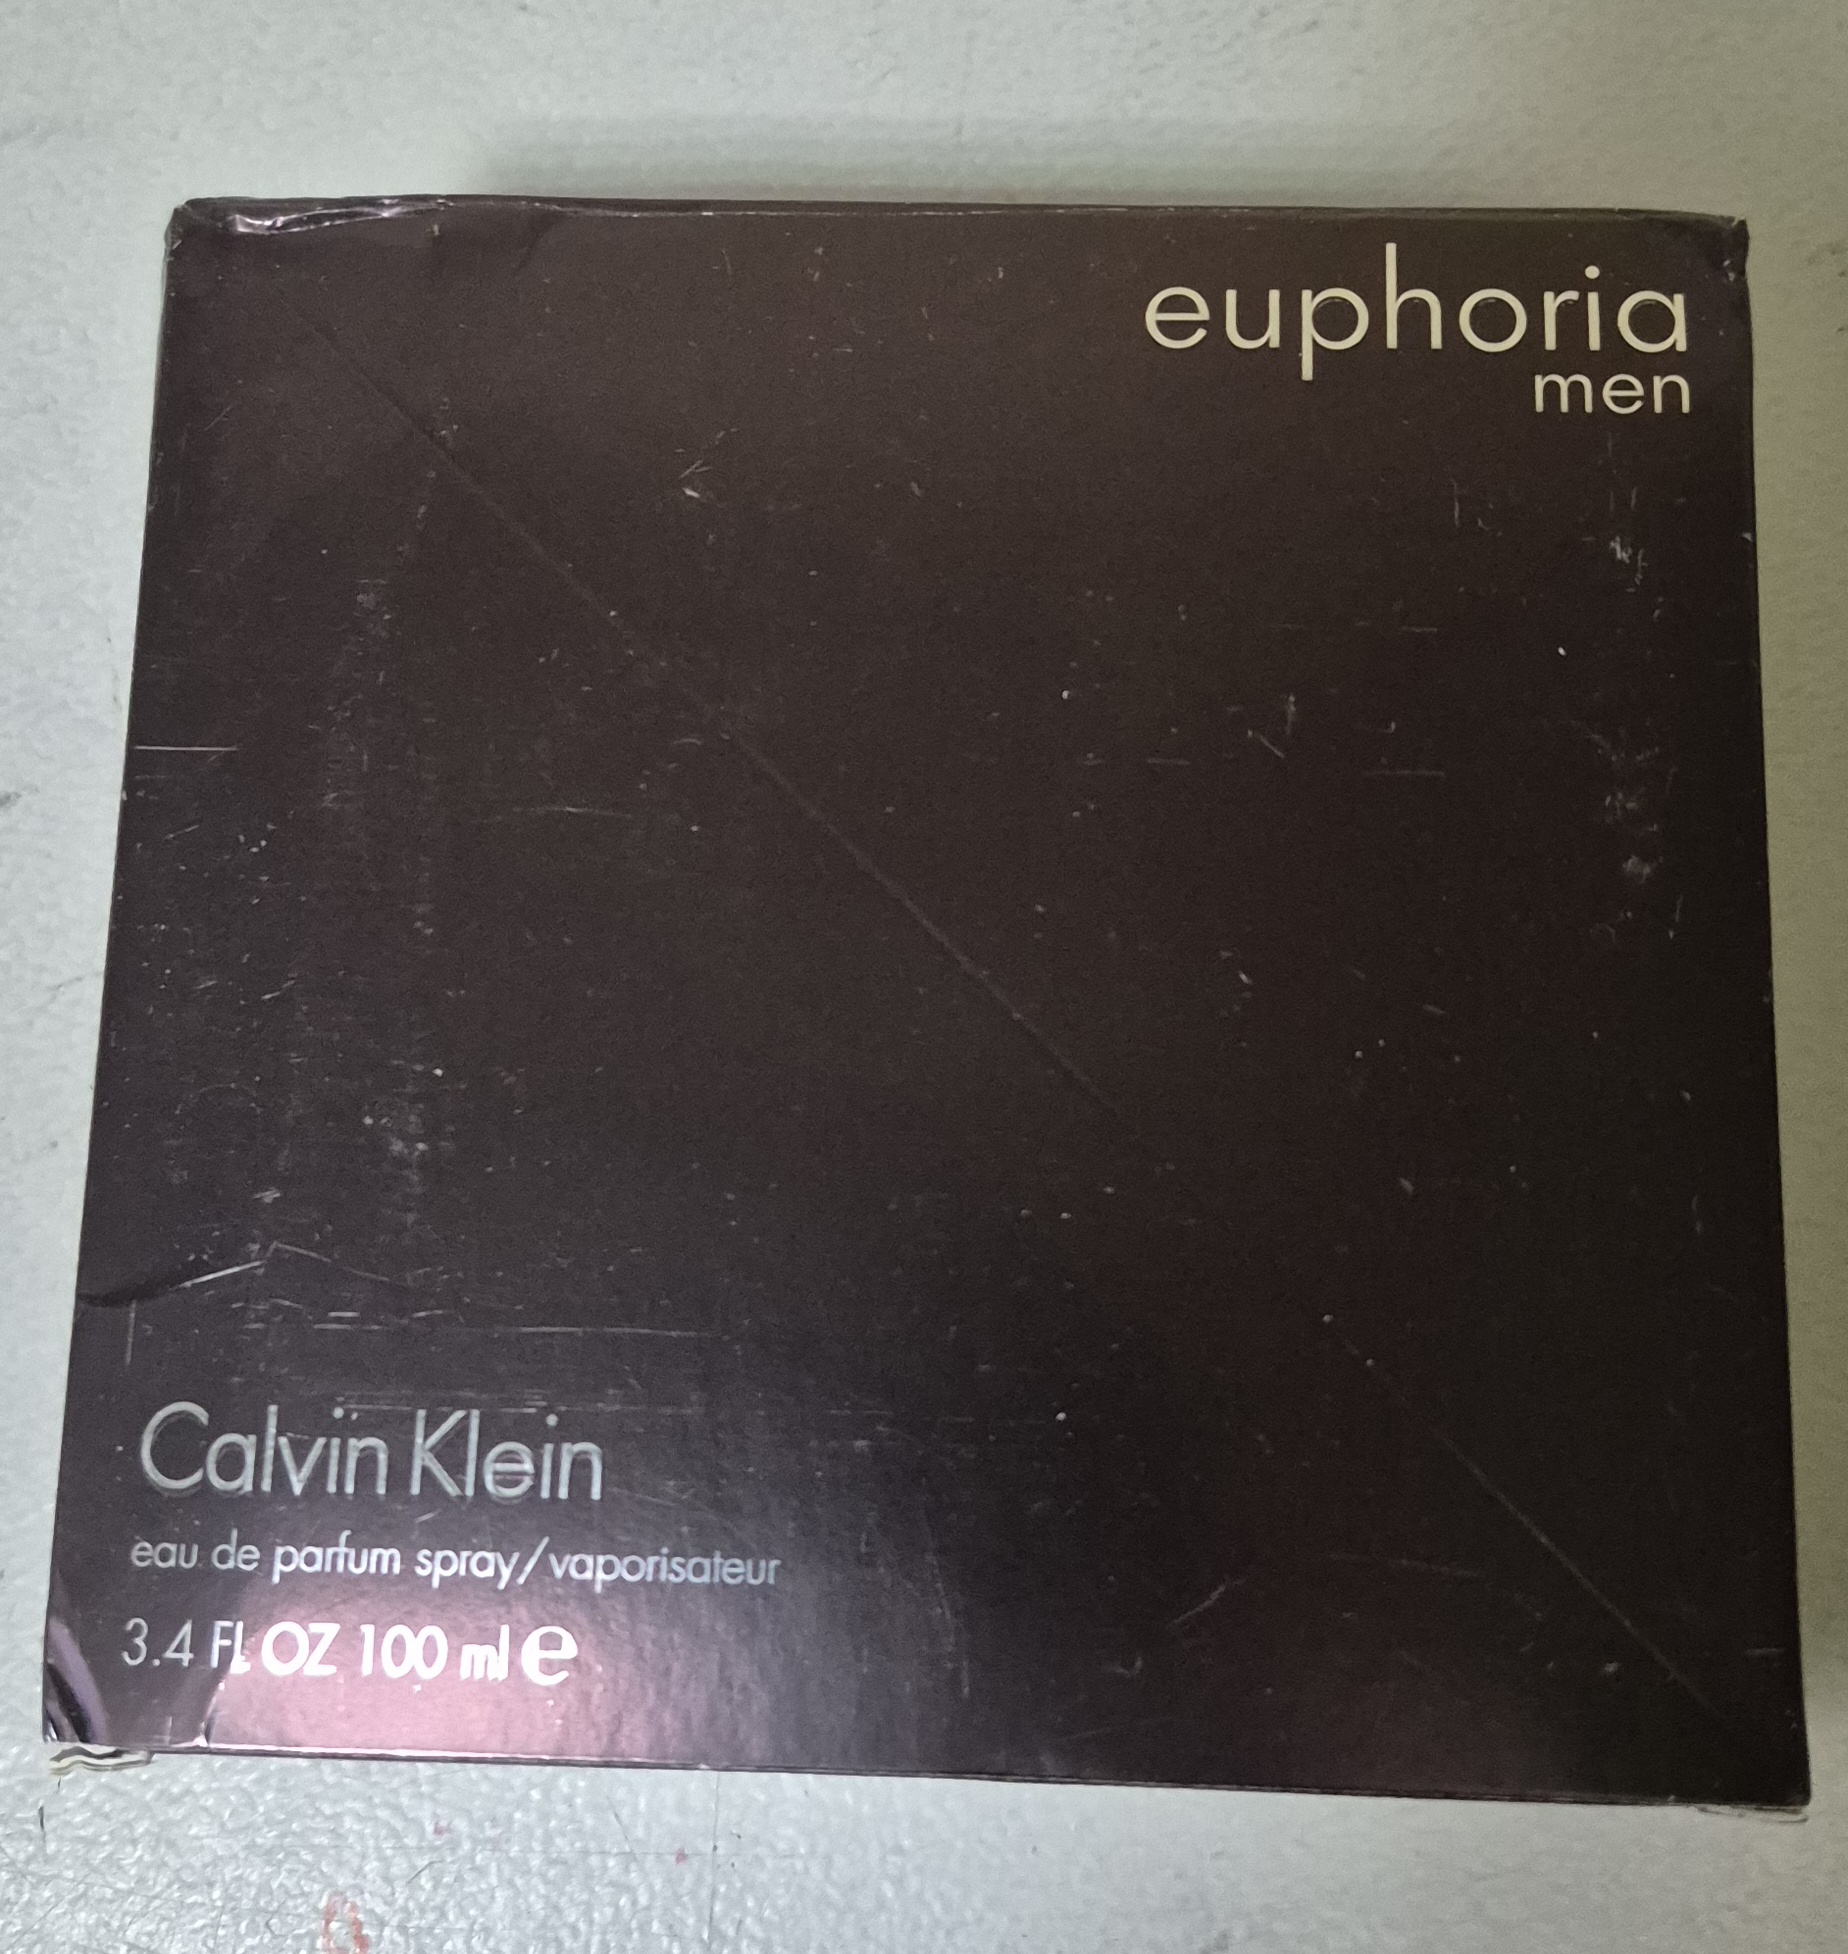 euphoria
men
Calvin Klein
eau de parfum spray/vaporisateur
3.4 FL OZ 100 ml e